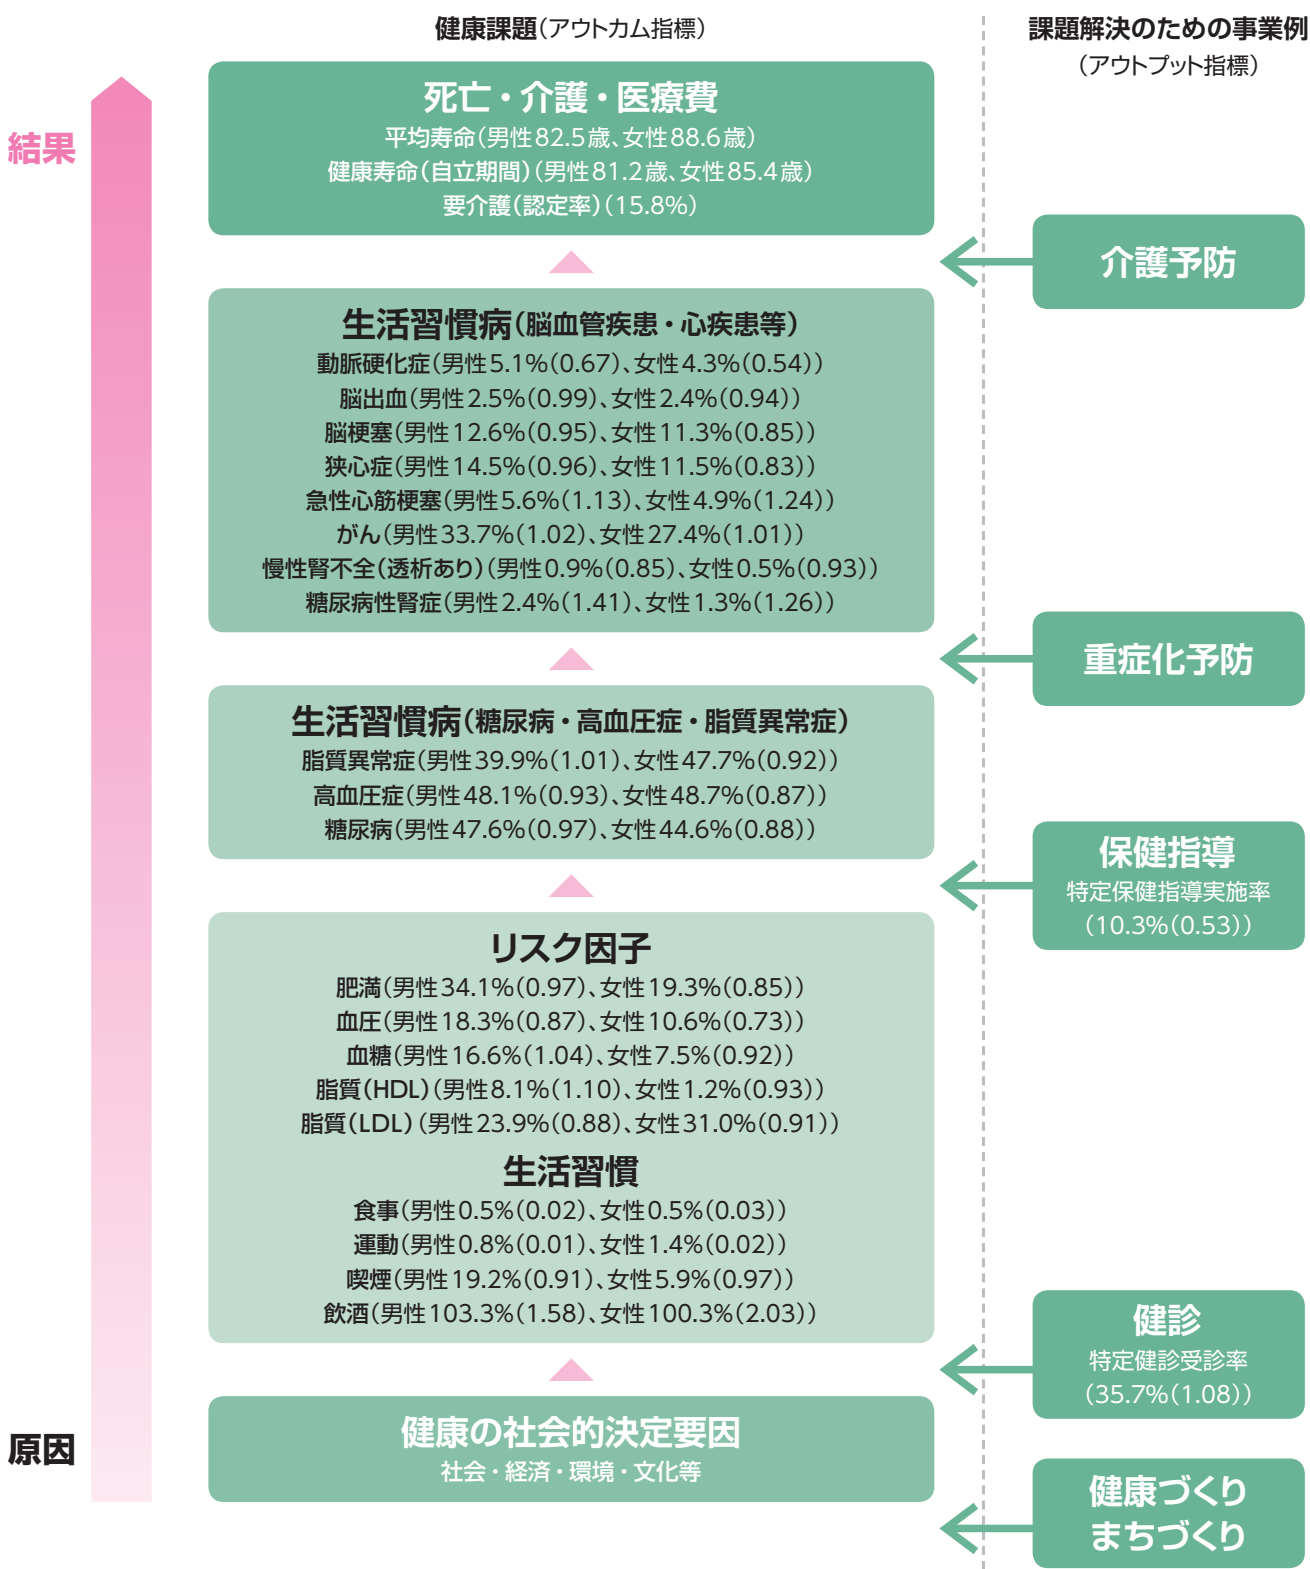 健康課題(アウトカム指標)
課題解決のための事業例
(アウトプット指標)
結果
死亡・介護・医療費
平均寿命(男性82.5歳、女性88.6歳)
健康寿命(自立期間)(男性81.2歳、女性85.4歳)
要介護(認定率)(15.8%)
介護予防
生活習慣病(脳血管疾患・心疾患等)
動脈硬化症(男性5.1%(0.67)、女性4.3%(0.54))
脳出血(男性2.5%(0.99)、女性2.4%(0.94))
脳梗塞(男性12.6%(0.95)、女性11.3%(0.85))
狭心症(男性14.5%(0.96)、女性11.5%(0.83))
急性心筋梗塞(男性5.6%(1.13)、女性4.9%(1.24))
がん(男性33.7%(1.02)、女性27.4%(1.01))
慢性腎不全(透析あり)(男性0.9%(0.85)、女性0.5%(0.93))
糖尿病性腎症(男性2.4%(1.41)、女性1.3%(1.26))
重症化予防
生活習慣病(糖尿病・高血圧症・脂質異常症)
脂質異常症(男性39.9%(1.01)、女性47.7%(0.92))
高血圧症(男性48.1%(0.93)、女性48.7%(0.87))
糖尿病(男性47.6%(0.97)、女性44.6%(0.88))
保健指導
特定保健指導実施率
(10.3%(0.53))
リスク因子
肥満(男性34.1%(0.97)、女性19.3%(0.85))
血圧(男性18.3%(0.87)、女性10.6%(0.73))
血糖(男性16.6%(1.04)、女性7.5%(0.92))
脂質(HDL)(男性8.1%(1.10)、女性1.2%(0.93))
脂質(LDL)(男性23.9%(0.88)、女性31.0%(0.91))
生活習慣
食事(男性0.5%(0.02)、女性0.5%(0.03))
運動(男性0.8%(0.01)、女性1.4%(0.02))
喫煙(男性19.2%(0.91)、女性5.9%(0.97))
飲酒(男性103.3%(1.58)、女性100.3%(2.03))
健診
特定健診受診率
(35.7%(1.08))
原因
健康の社会的決定要因
社会・経済・環境・文化等
健康づくり
まちづくり